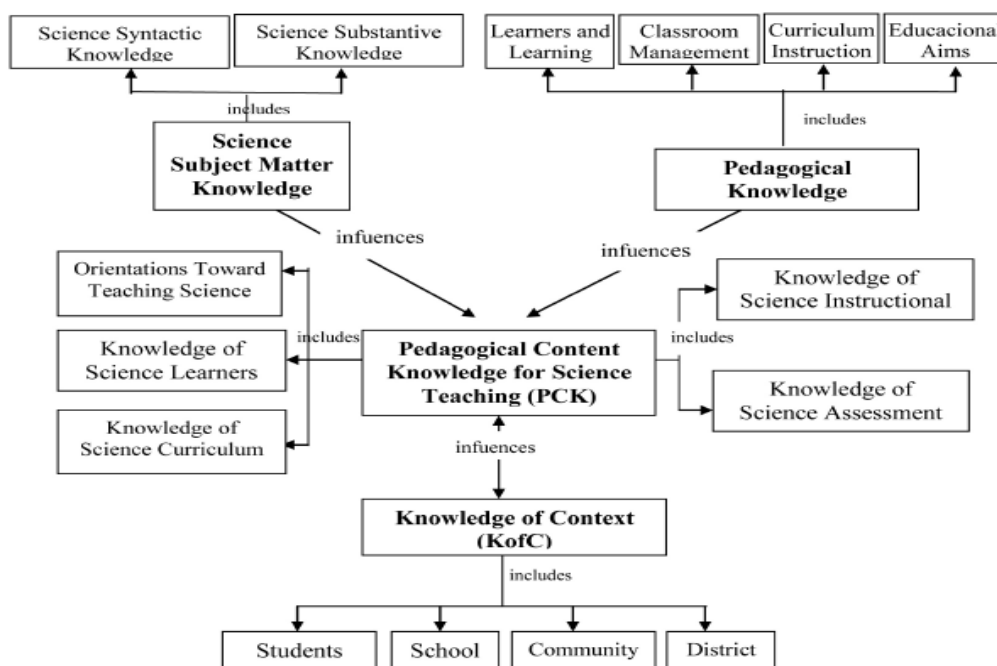 Science Syntactic
Knowledge
Science Substantive
Knowledge
Learners and
Learning
Classroom
Management
Curriculum
Instruction
Educaciona
Aims
includes
includes
Science
Subject Matter
Knowledge
Pedagogical
Knowledge
infuences
infuences
Orientations Toward
Teaching Science
Knowledge of
Science Learners
Knowledge of
Science Curriculum
includes
Pedagogical Content
Knowledge for Science
Teaching (PCK)
includes
Knowledge of
Science Instructional
Knowledge of
Science Assessment
infuences
Knowledge of Context
(KofC)
includes
Students
School
Community
District